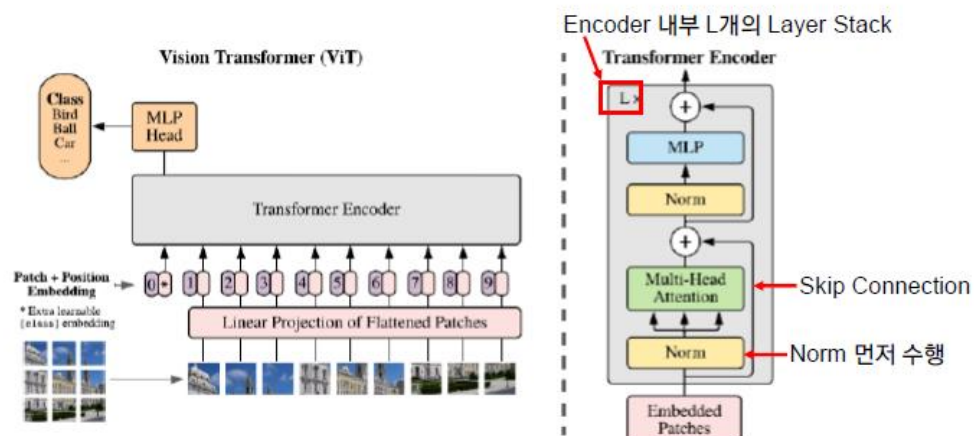 Encoder 내부 L개의 Layer Stack
Vision Transformer (ViT)
Transformer Encoder
Class
Bird
Ball
Car
...
MLP
Head
Transformer Encoder
Patch + Position
Embedding
* Extra learnable
[class] embedding
0 * 1 2 3 4 5 6 7 8 9
Linear Projection of Flattened Patches
L ×
+
MLP
Norm
+
Multi-Head
Attention
Skip Connection
Norm
Norm 먼저 수행
Embedded
Patches